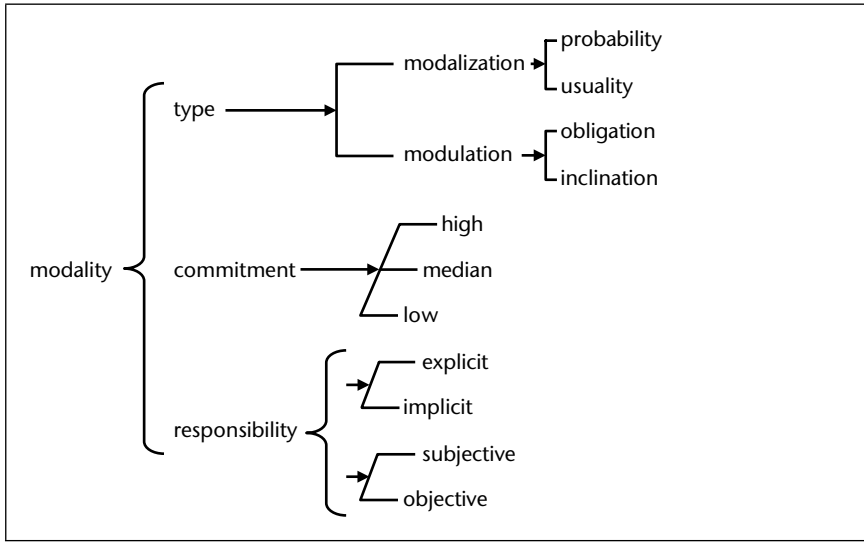 probability
modalization
usuality
type
obligation
modulation
inclination
high
modality
commitment
median
low
explicit
implicit
responsibility
subjective
objective